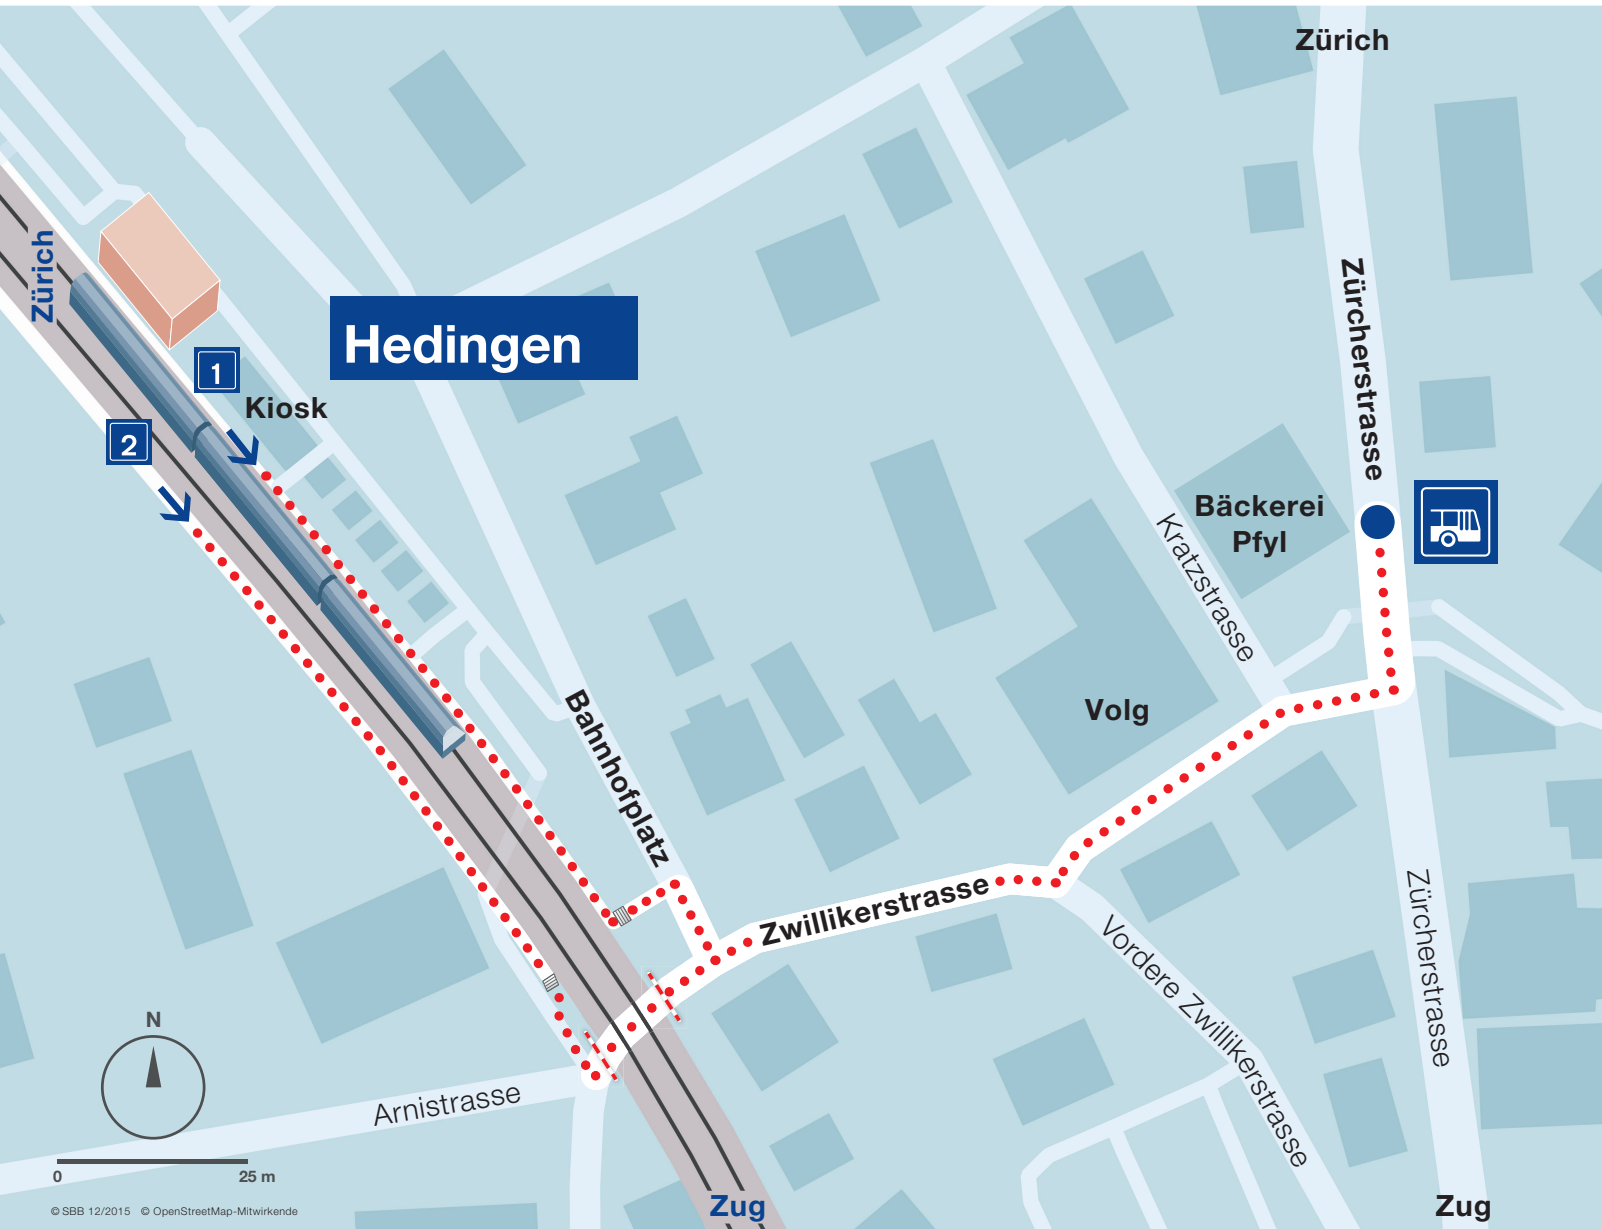 Zürich
Zürich
Zürcherstrasse
Hedingen
1
Kiosk
2
Bäckerei
Pfyl
Kratzstrasse
Volg
Bahnhofplatz
Zwillikerstrasse
Zürcherstrasse
Vordere Zwillikerstrasse
N
Arnistrasse
0
25 m
Zug
Zug
© SBB 12/2015 © OpenStreetMap-Mitwirkende